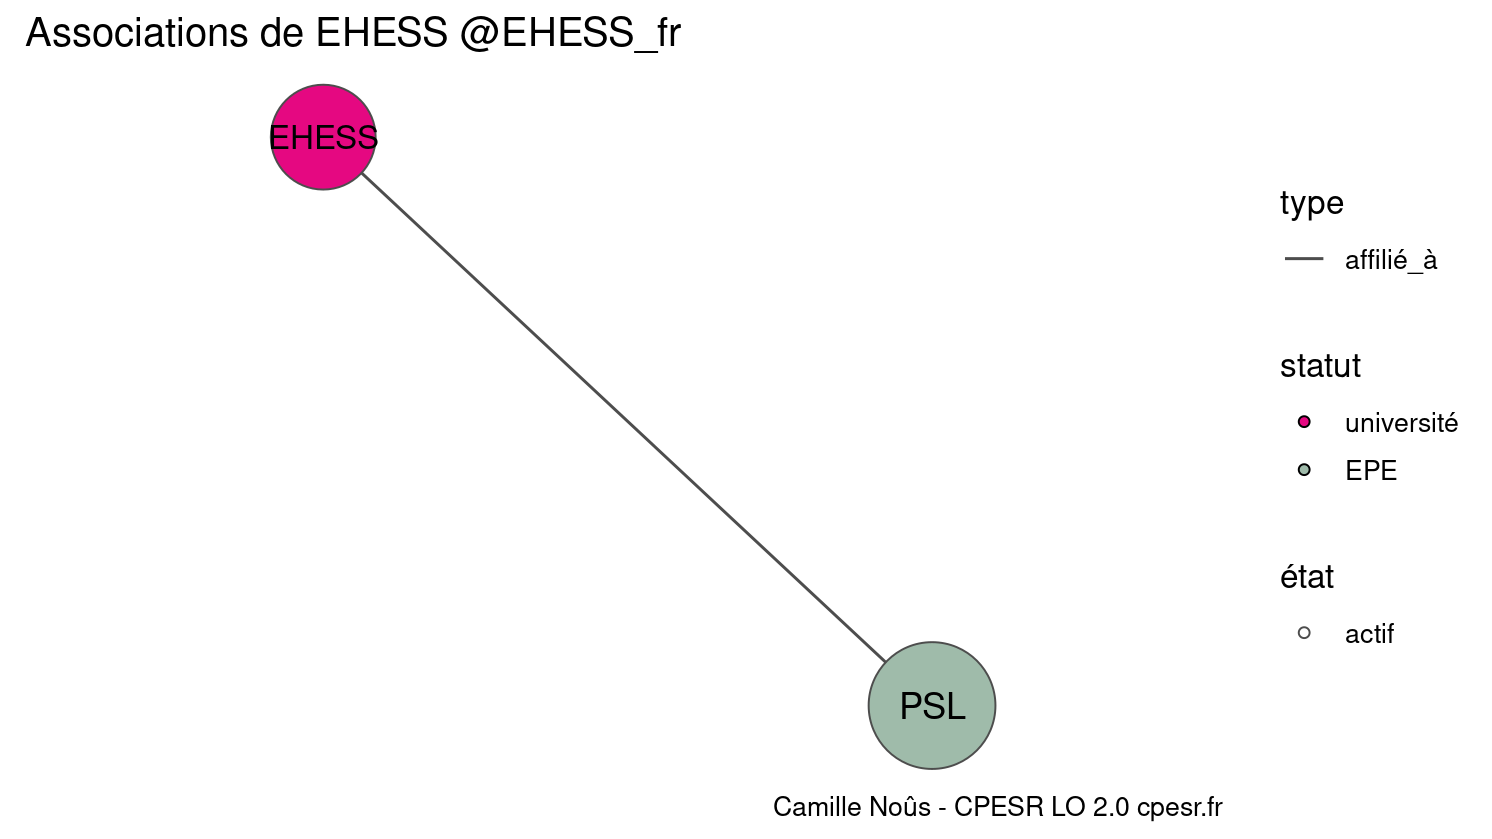 Associations de EHESS @EHESS_fr
EHESS
type
affilié_à
statut
université
EPE
état
actif
PSL
Camille Noûs - CPESR LO 2.0 cpesr.fr